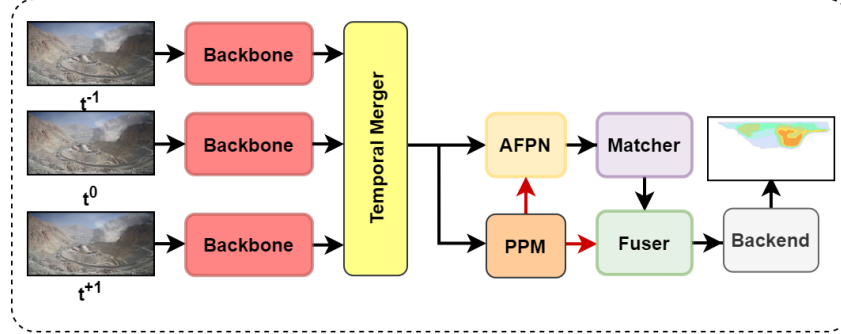 Backbone
t-1
Backbone
t0
Backbone
t+1
Temporal Merger
AFPN
Matcher
PPM
Fuser
Backend